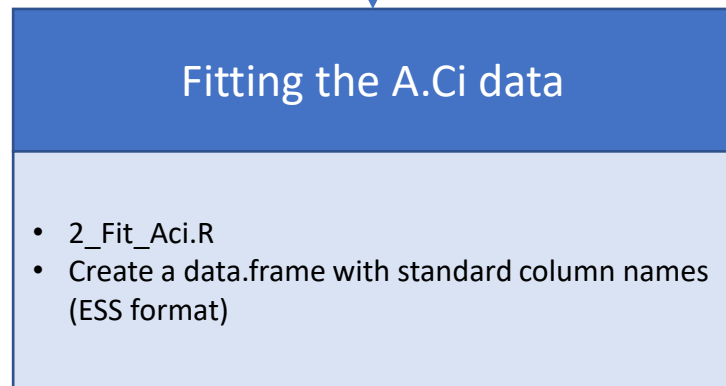 Fitting the A.Ci data
• 2_Fit_Aci.R
• Create a data.frame with standard column names
(ESS format)